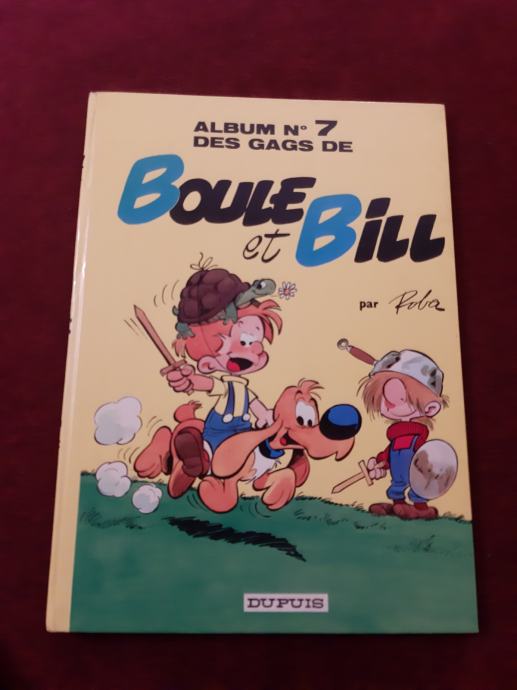 ALBUM N° 7
DES GAGS DE
BOULE
et BILL
par Roba
DUPUIS